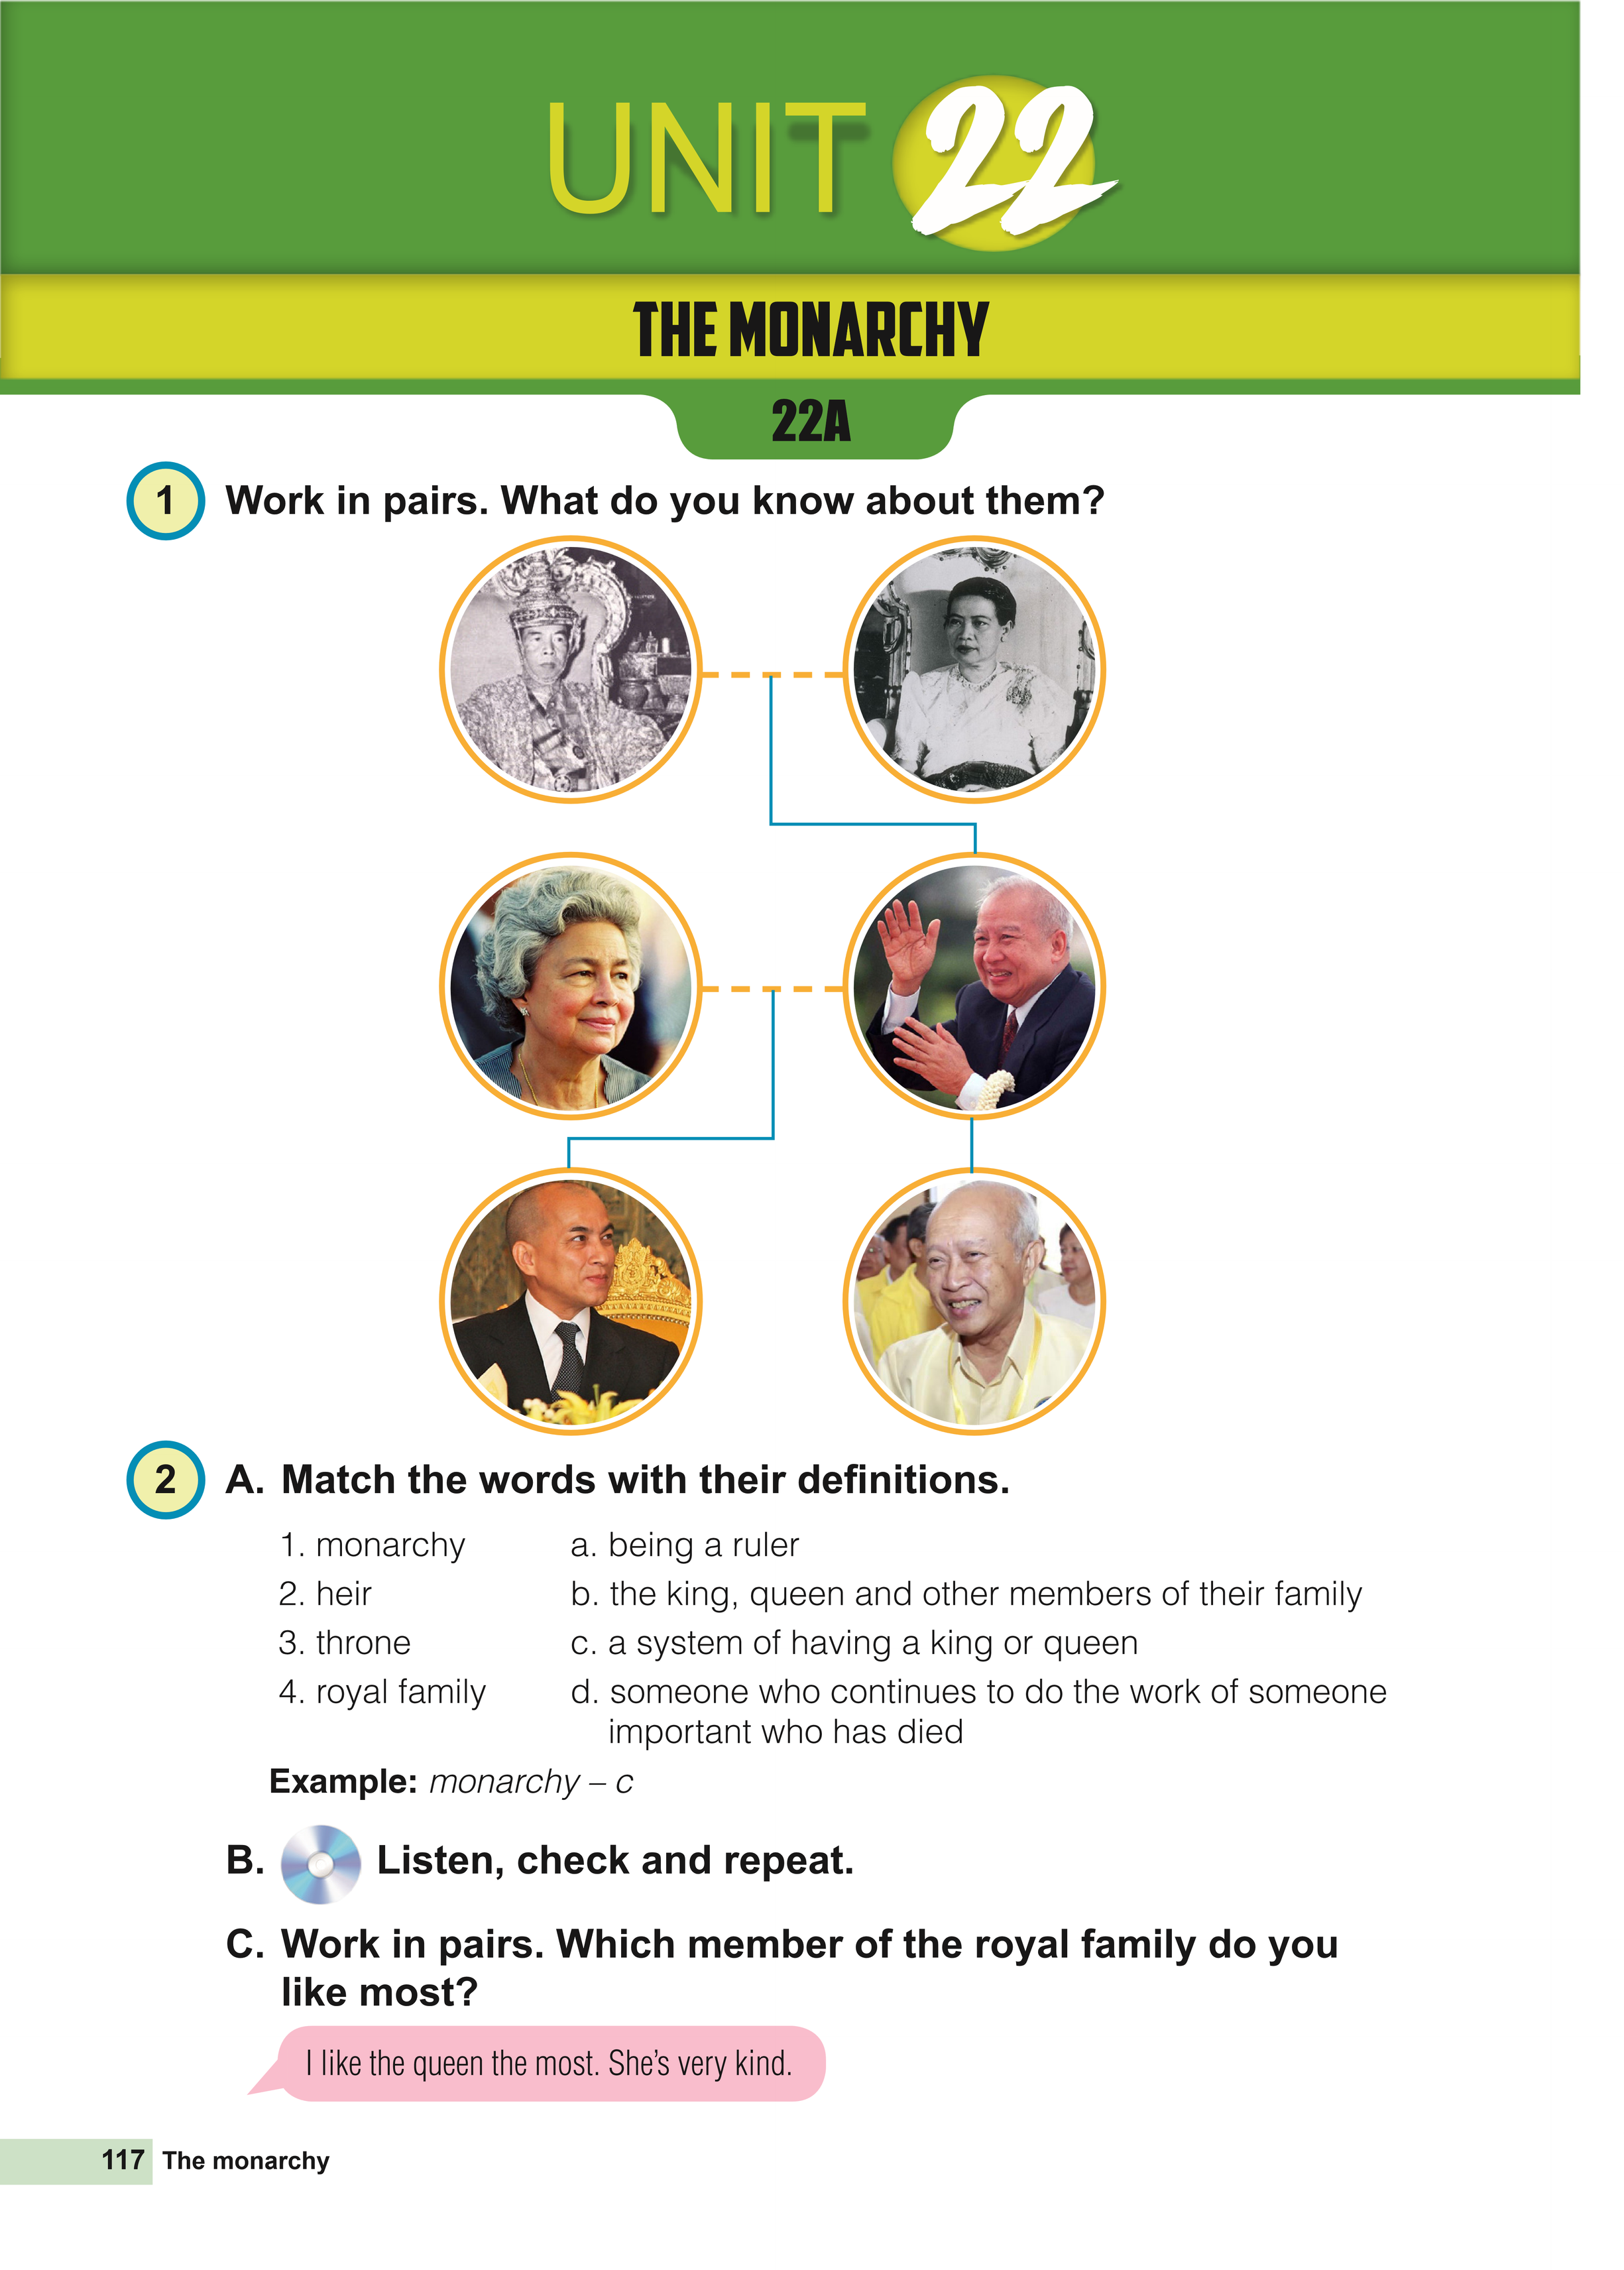 UNIT 22
THE MONARCHY
22A
1 Work in pairs. What do you know about them?
2 A. Match the words with their definitions.
1. monarchy a. being a ruler
2. heir b. the king, queen and other members of their family
3. throne c. a system of having a king or queen
4. royal family d. someone who continues to do the work of someone
important who has died
Example: monarchy – c
B. Listen, check and repeat.
C. Work in pairs. Which member of the royal family do you
like most?
I like the queen the most. She's very kind.
117 The monarchy